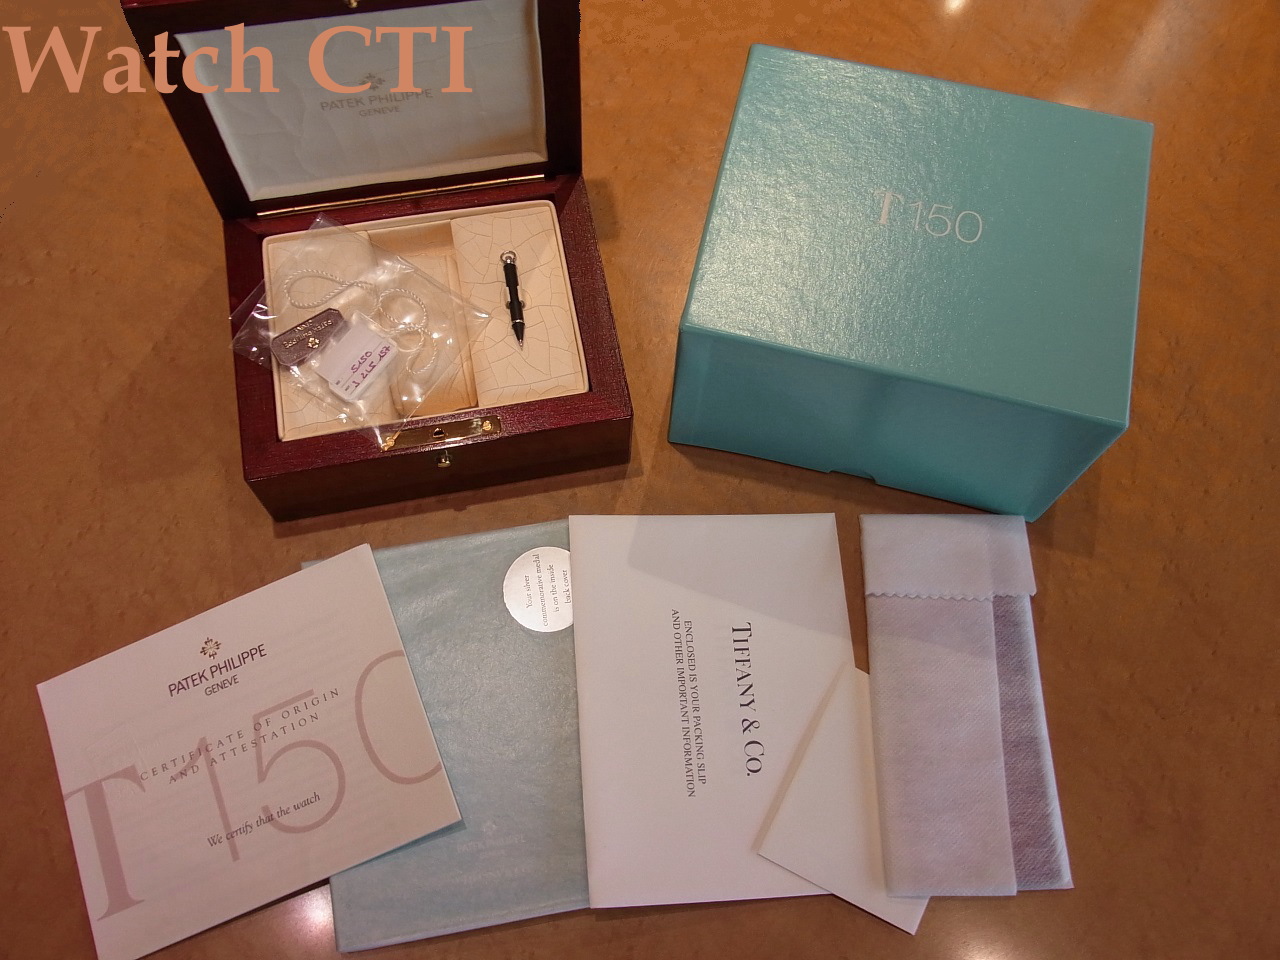 Watch CTI
PATEK PHILIPPE
GENEVE
T150
5150
PATEK PHILIPPE
GENEVE
T150
CERTIFICATE OF ORIGIN
AND ATTESTATION
We certify that the watch
Your silver
commemorative medal
is on the inside
back cover
TIFFANY & CO.
ENCLOSED IS YOUR PACKING SLIP
AND OTHER IMPORTANT INFORMATION